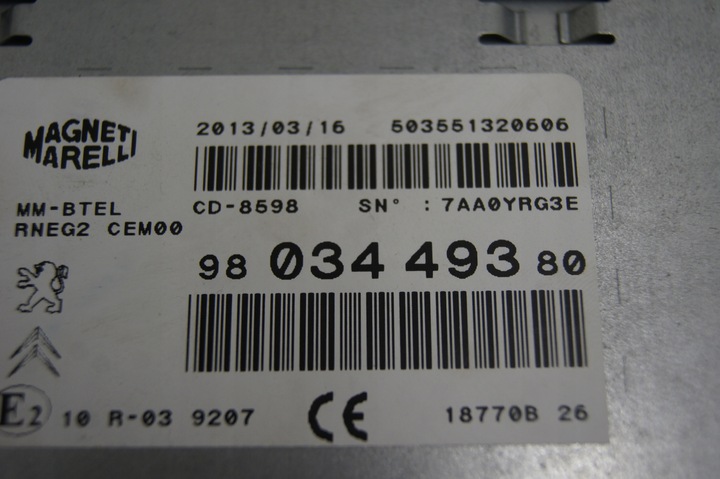 2013/03/16 503551320606
MAGNETI
MARELLI
MM-BTEL CD-8598 SN° : 7AA0YRG3E
RNEG2 CEM00
98 034 493 80
E2 10 R-03 9207 CE 18770B 26